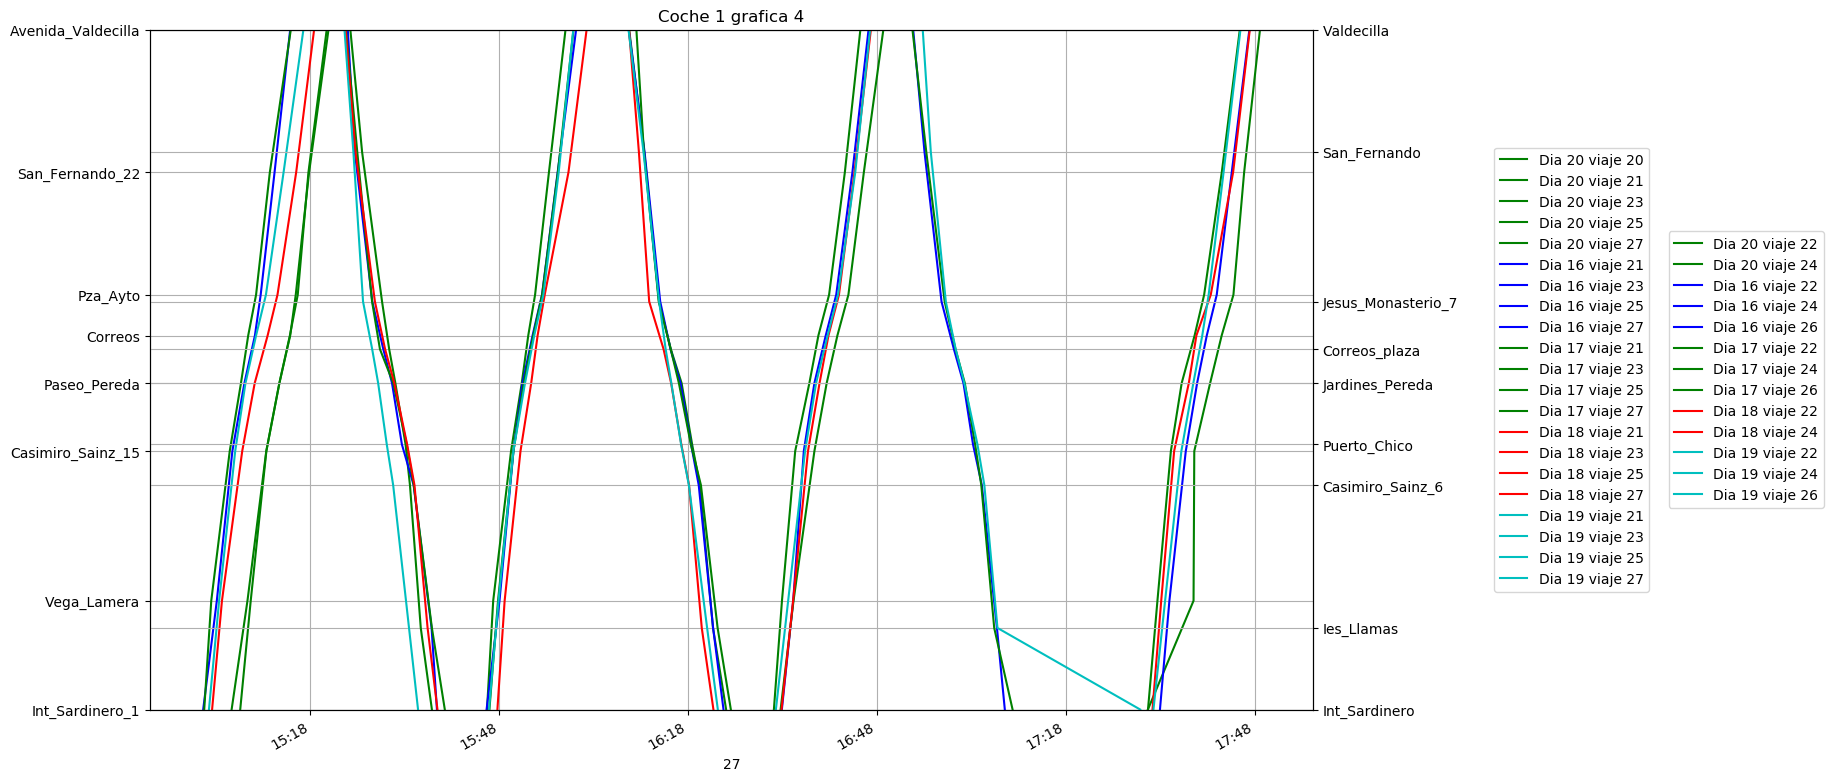 Coche 1 grafica 4
Avenida_Valdecilla
San_Fernando_22
Pza_Ayto
Correos
Paseo_Pereda
Casimiro_Sainz_15
Vega_Lamera
Int_Sardinero_1
Valdecilla
San_Fernando
Jesus_Monasterio_7
Correos_plaza
Jardines_Pereda
Puerto_Chico
Casimiro_Sainz_6
Ies_Llamas
Int_Sardinero
15:18
15:48
16:18
16:48
17:18
17:48
27
Dia 20 viaje 20
Dia 20 viaje 21
Dia 20 viaje 23
Dia 20 viaje 25
Dia 20 viaje 27
Dia 16 viaje 21
Dia 16 viaje 23
Dia 16 viaje 25
Dia 16 viaje 27
Dia 17 viaje 21
Dia 17 viaje 23
Dia 17 viaje 25
Dia 17 viaje 27
Dia 18 viaje 21
Dia 18 viaje 23
Dia 18 viaje 25
Dia 18 viaje 27
Dia 19 viaje 21
Dia 19 viaje 23
Dia 19 viaje 25
Dia 19 viaje 27
Dia 20 viaje 22
Dia 20 viaje 24
Dia 16 viaje 22
Dia 16 viaje 24
Dia 16 viaje 26
Dia 17 viaje 22
Dia 17 viaje 24
Dia 17 viaje 26
Dia 18 viaje 22
Dia 18 viaje 24
Dia 19 viaje 22
Dia 19 viaje 24
Dia 19 viaje 26